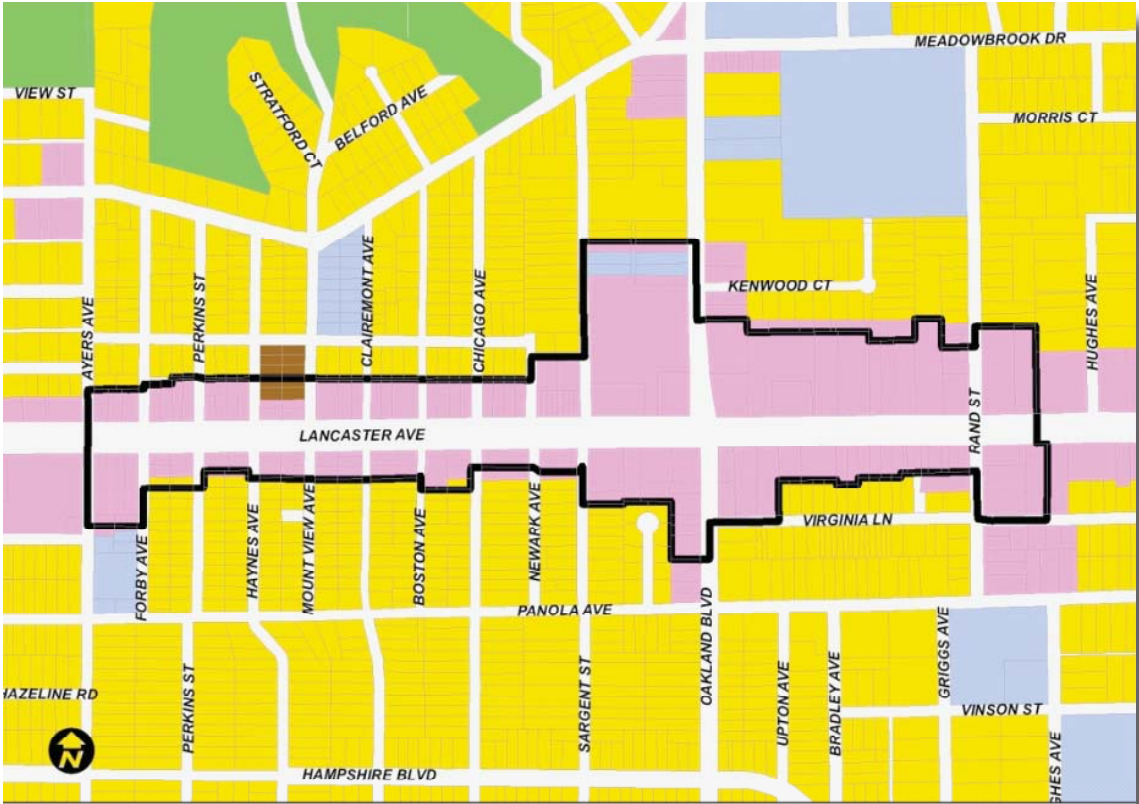 MEADOWBROOK DR
VIEW ST
STRATFORD CT
BELFORD AVE
MORRIS CT
AYERS AVE
PERKINS ST
CLAIREMONT AVE
CHICAGO AVE
KENWOOD CT
HUGHES AVE
LANCASTER AVE
RAND ST
FORBY AVE
HAYNES AVE
MOUNT VIEW AVE
BOSTON AVE
NEWARK AVE
VIRGINIA LN
PANOLA AVE
HAZELINE RD
PERKINS ST
SARGENT ST
OAKLAND BLVD
UPTON AVE
BRADLEY AVE
GRIGGS AVE
VINSON ST
N
HAMPSHIRE BLVD
GHES AVE